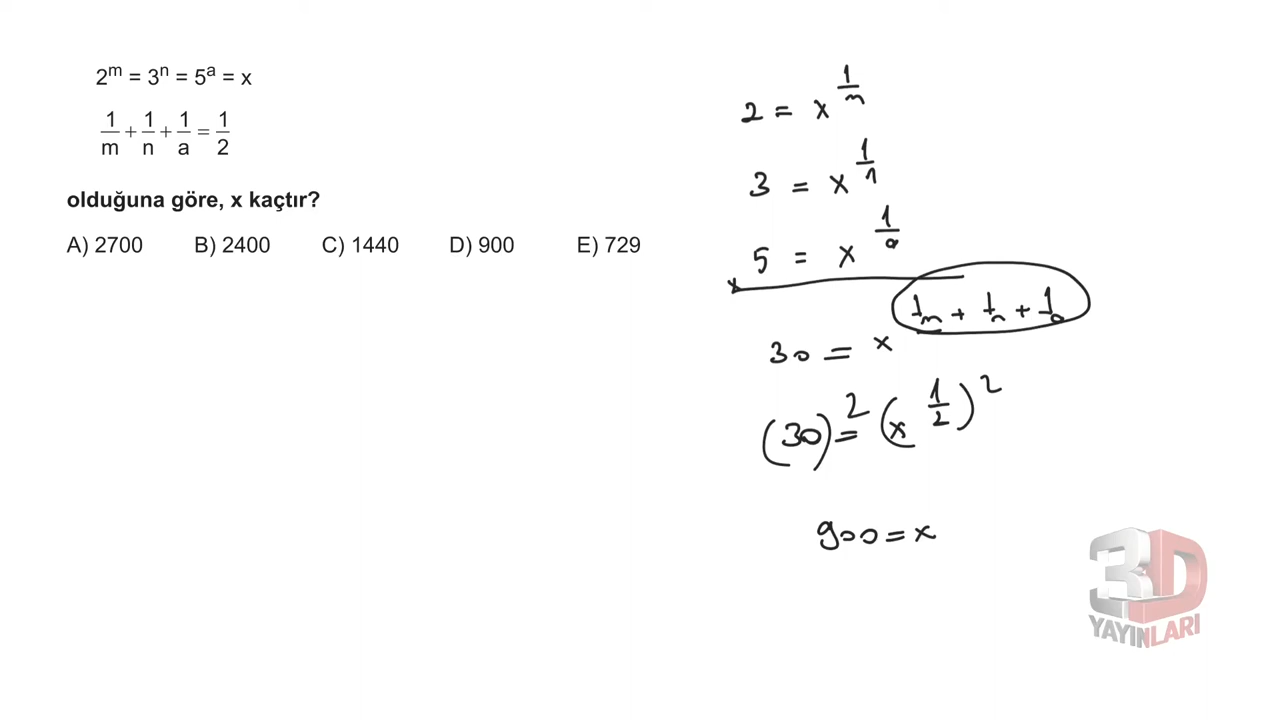 2^m = 3^n = 5^a = x
1/m + 1/n + 1/a = 1/2
olduğuna göre, x kaçtır?
A) 2700 B) 2400 C) 1440 D) 900 E) 729
2 = x^(1/m)
3 = x^(1/n)
x 5 = x^(1/a)
30 = x^(1/m + 1/n + 1/a)
(30)^2 = (x^(1/2))^2
900 = x
3D
YAYINLARI